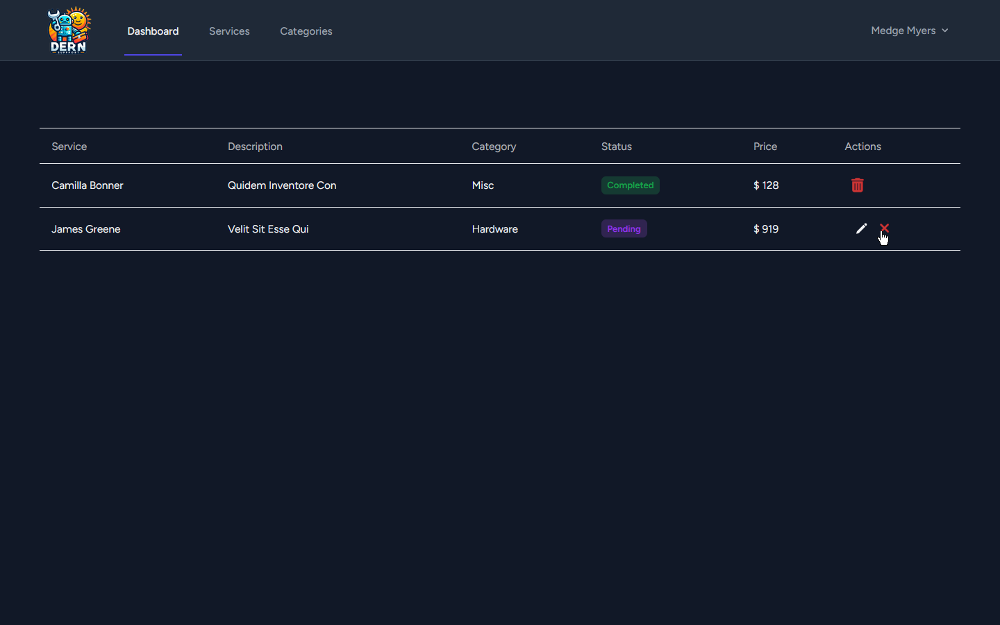 DERN
SUPPPORT
Dashboard Services Categories Medge Myers
Service Description Category Status Price Actions
Camilla Bonner Quidem Inventore Con Misc Completed $ 128
James Greene Velit Sit Esse Qui Hardware Pending $ 919